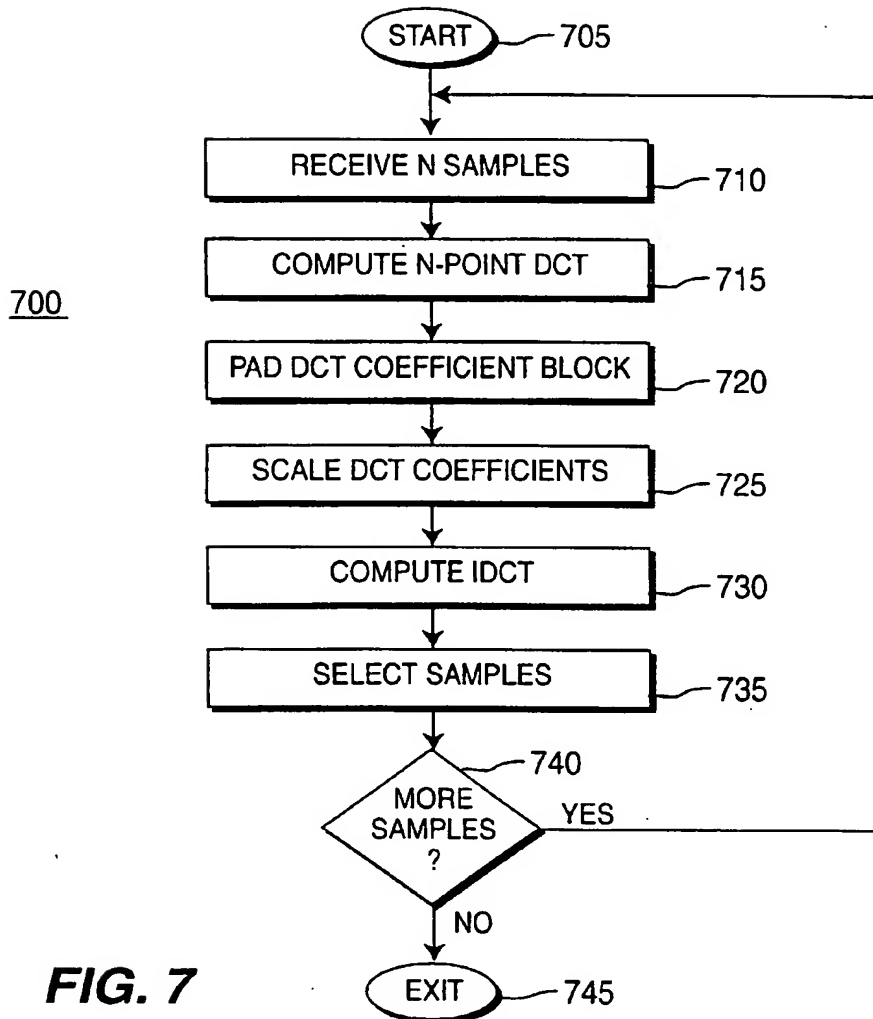 START
705
RECEIVE N SAMPLES
710
COMPUTE N-POINT DCT
715
700
PAD DCT COEFFICIENT BLOCK
720
SCALE DCT COEFFICIENTS
725
COMPUTE IDCT
730
SELECT SAMPLES
735
740
MORE
SAMPLES
?
YES
NO
FIG. 7
EXIT
745